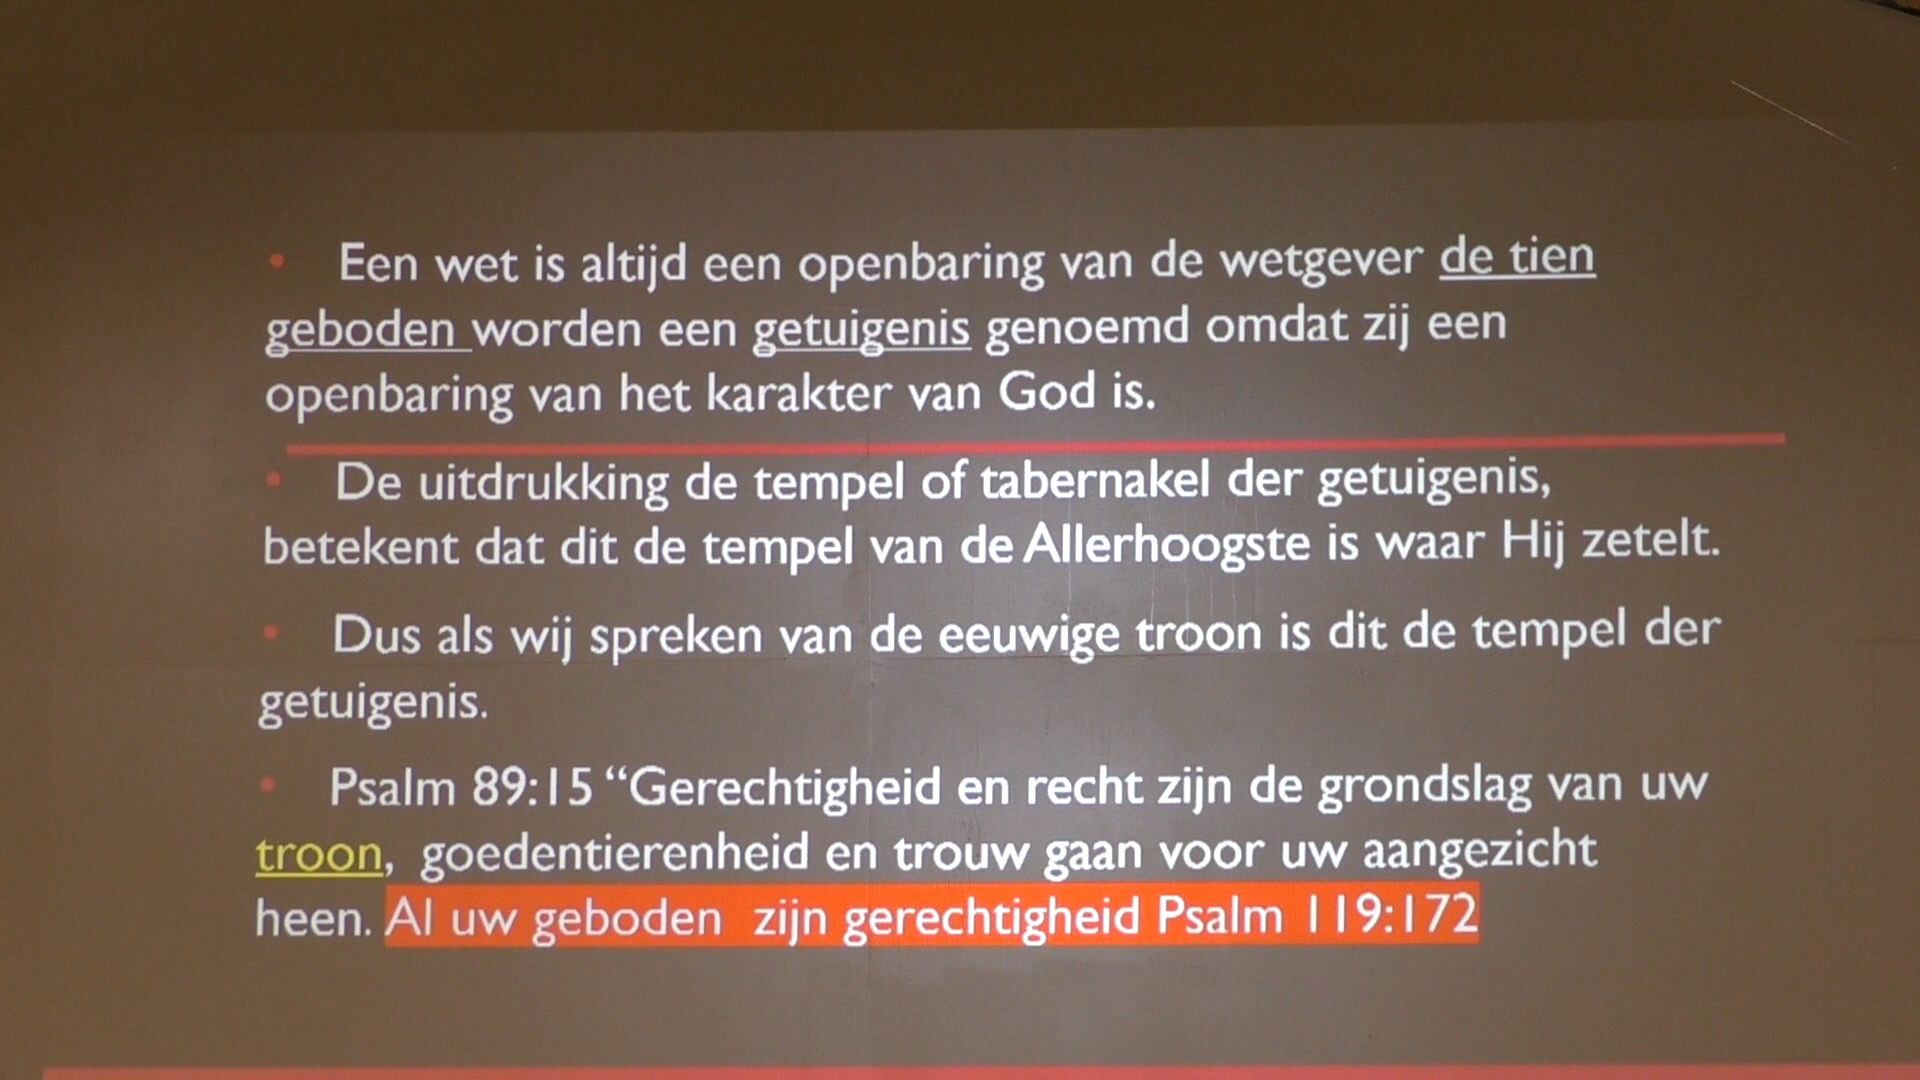 • Een wet is altijd een openbaring van de wetgever de tien
geboden worden een getuigenis genoemd omdat zij een
openbaring van het karakter van God is.
• De uitdrukking de tempel of tabernakel der getuigenis,
betekent dat dit de tempel van de Allerhoogste is waar Hij zetelt.
• Dus als wij spreken van de eeuwige troon is dit de tempel der
getuigenis.
• Psalm 89:15 “Gerechtigheid en recht zijn de grondslag van uw
troon, goedentierenheid en trouw gaan voor uw aangezicht
heen. Al uw geboden zijn gerechtigheid Psalm 119:172